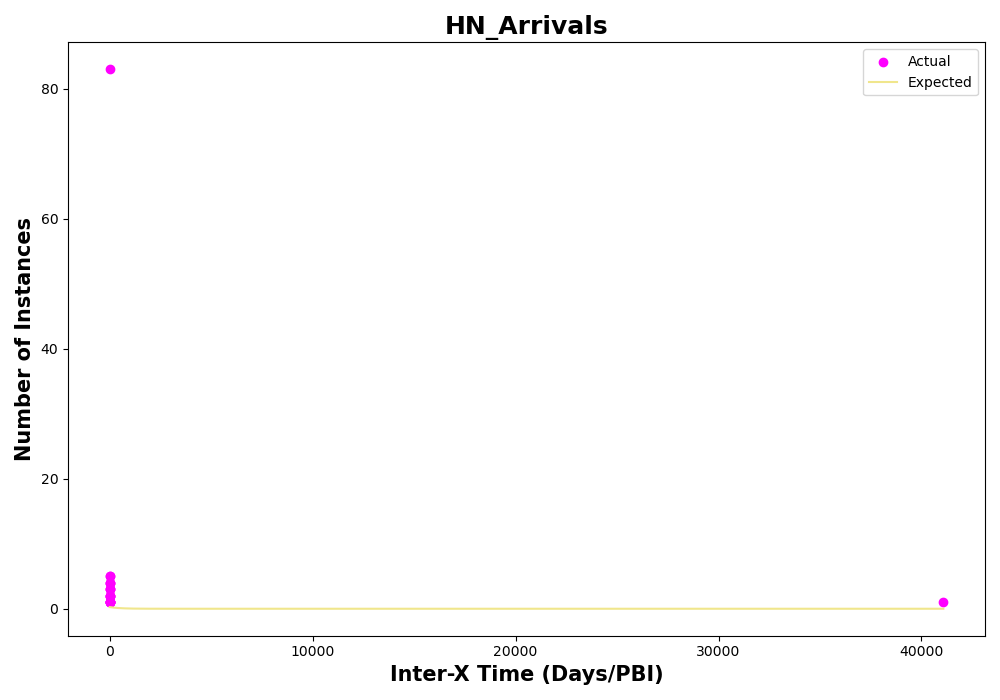 HN_Arrivals
Actual
Expected
Number of Instances
80
60
40
20
0
0
10000
20000
30000
40000
Inter-X Time (Days/PBI)